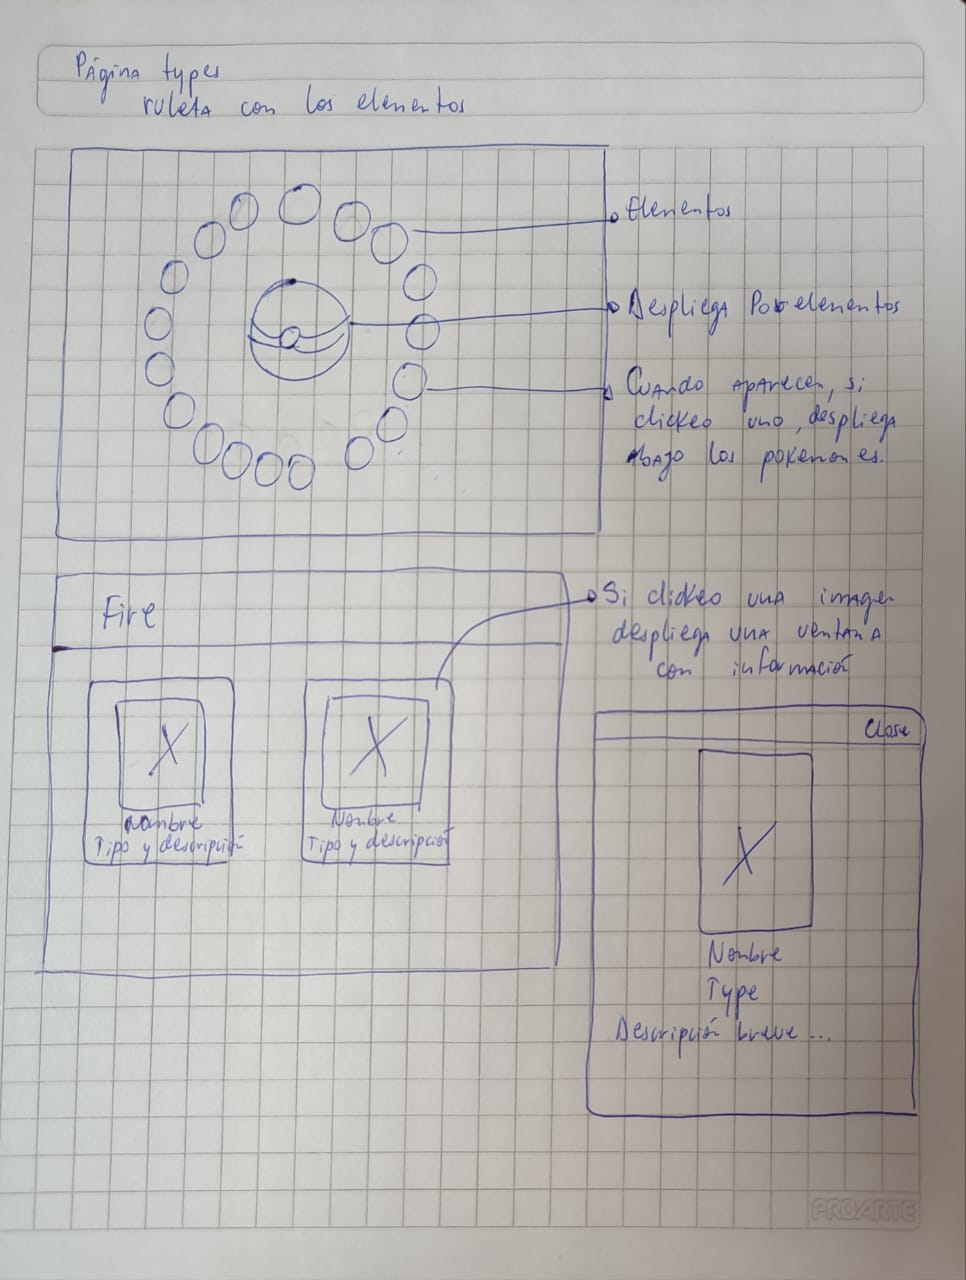 Página types
ruleta con los elementos
Elementos
Despliega elementos
Cuando aparecen, si
clickeo uno, despliega
abajo los pokemones.
Fire
Si clickeo una imagen
despliega una ventana
con información
Close
X
X
Nombre
Tipo y descripción
Nombre
Tipo y descripción
X
Nombre
Type
Descripción breve...
PROARTE